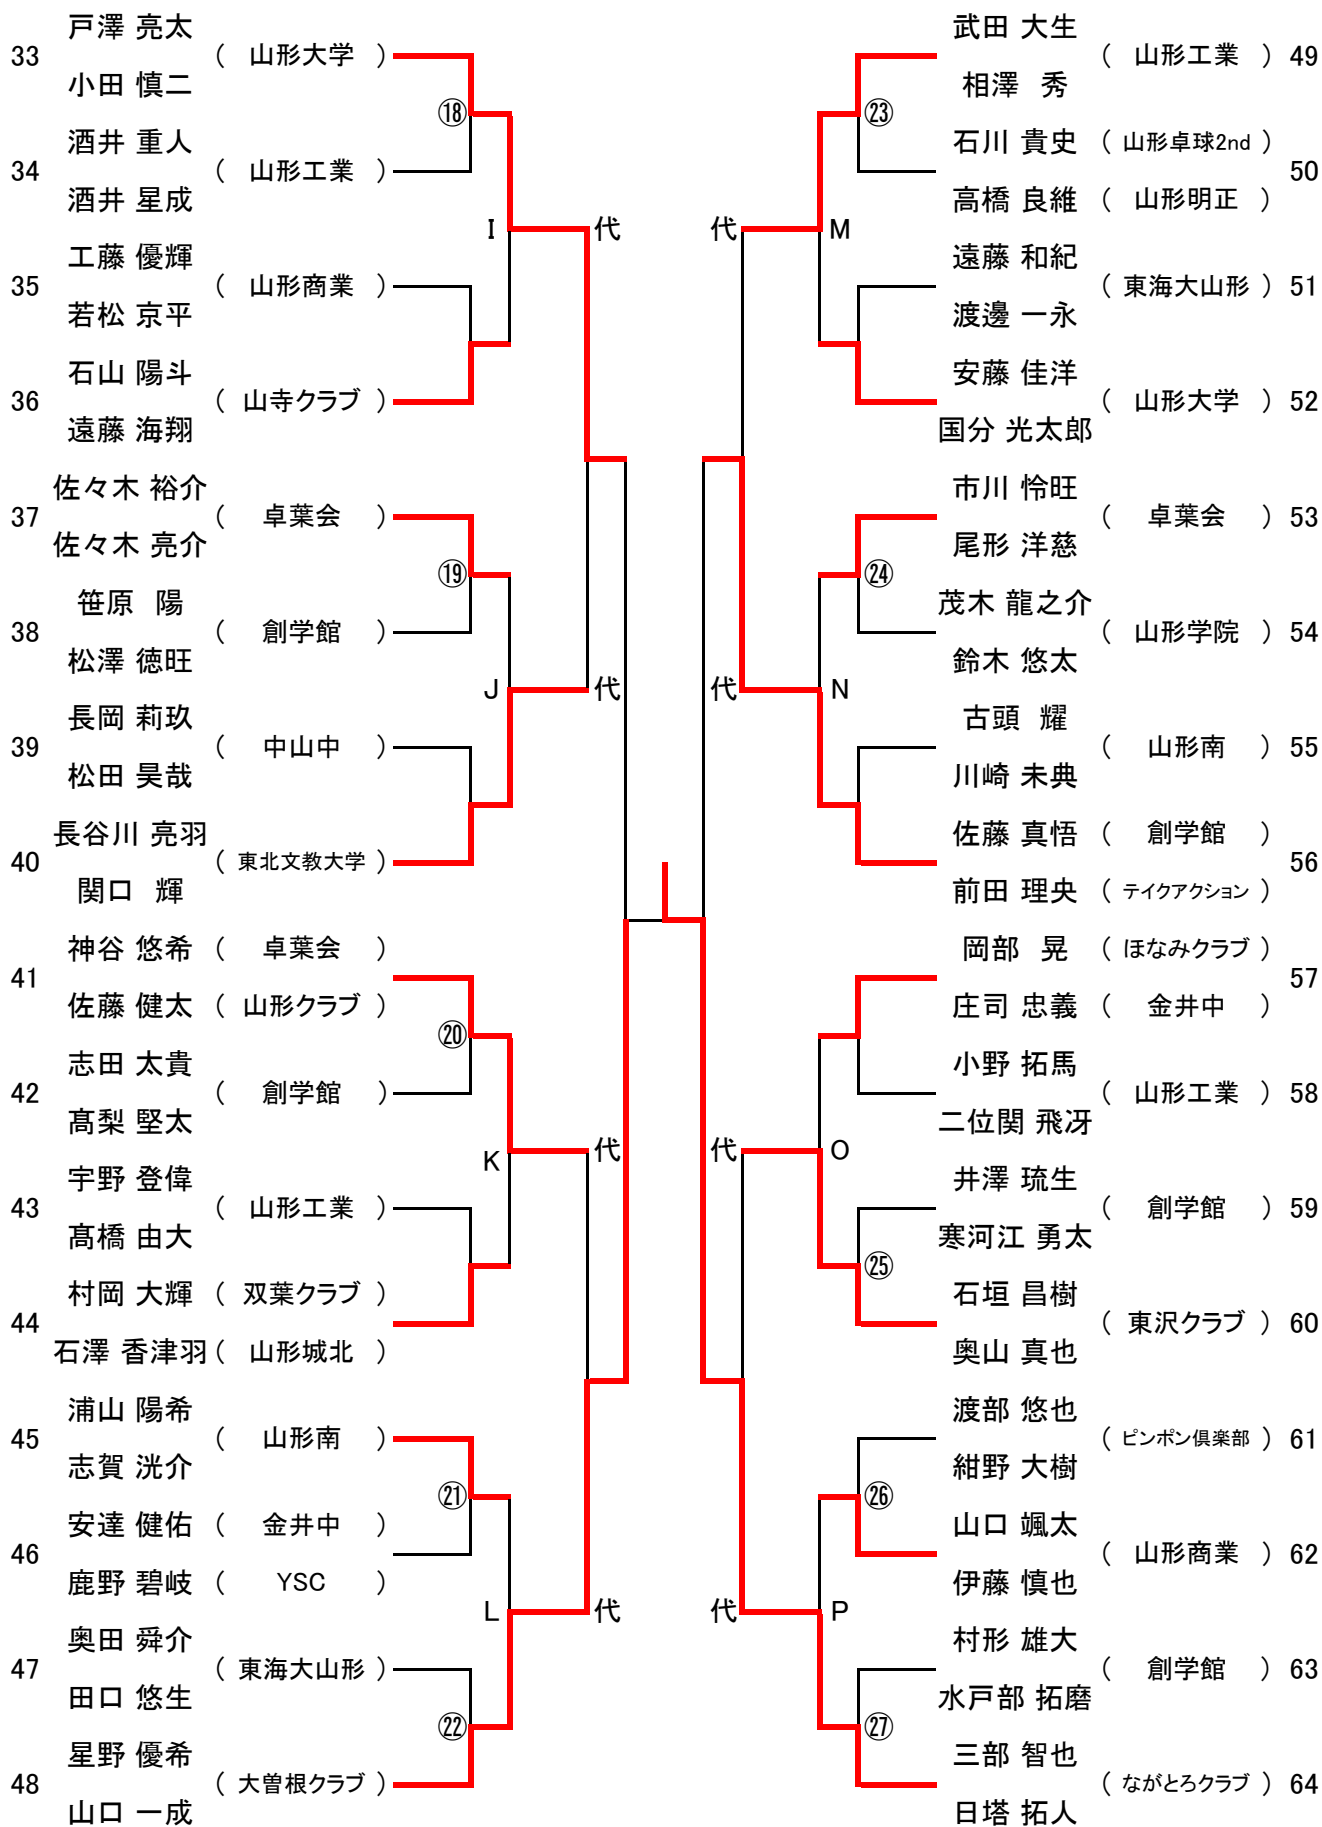 33 戸澤 亮太 ( 山形大学 )
小田 慎二
⑱
34 酒井 重人 ( 山形工業 )
酒井 星成
I 代
35 工藤 優輝 ( 山形商業 )
若松 京平
36 石山 陽斗 ( 山寺クラブ )
遠藤 海翔
37 佐々木 裕介 ( 卓葉会 )
佐々木 亮介
⑲
38 笹原 陽 ( 創学館 )
松澤 徳旺
J 代
39 長岡 莉玖 ( 中山中 )
松田 昊哉
40 長谷川 亮羽 ( 東北文教大学 )
関口 輝
41 神谷 悠希 ( 卓葉会 )
佐藤 健太 ( 山形クラブ )
⑳
42 志田 太貴 ( 創学館 )
髙梨 堅太
K 代
43 宇野 登偉 ( 山形工業 )
髙橋 由大
44 村岡 大輝 ( 双葉クラブ )
石澤 香津羽 ( 山形城北 )
45 浦山 陽希 ( 山形南 )
志賀 洸介
㉑
46 安達 健佑 ( 金井中 )
鹿野 碧岐 ( YSC )
L 代
47 奥田 舜介 ( 東海大山形 )
田口 悠生
㉒
48 星野 優希 ( 大曽根クラブ )
山口 一成
武田 大生 ( 山形工業 ) 49
相澤 秀
㉓
石川 貴史 ( 山形卓球2nd ) 50
高橋 良維 ( 山形明正 )
代 M
遠藤 和紀 ( 東海大山形 ) 51
渡邊 一永
安藤 佳洋 ( 山形大学 ) 52
国分 光太郎
市川 怜旺 ( 卓葉会 ) 53
尾形 洋慈
㉔
茂木 龍之介 ( 山形学院 ) 54
鈴木 悠太
代 N
古頭 耀 ( 山形南 ) 55
川崎 未典
佐藤 真悟 ( 創学館 ) 56
前田 理央 ( テイクアクション )
岡部 晃 ( ほなみクラブ ) 57
庄司 忠義 ( 金井中 )
小野 拓馬 ( 山形工業 ) 58
二位関 飛冴
代 O
井澤 琉生 ( 創学館 ) 59
寒河江 勇太
㉕
石垣 昌樹 ( 東沢クラブ ) 60
奥山 真也
渡部 悠也 ( ピンポン倶楽部 ) 61
紺野 大樹
㉖
山口 颯太 ( 山形商業 ) 62
伊藤 慎也
代 P
村形 雄大 ( 創学館 ) 63
水戸部 拓磨
㉗
三部 智也 ( ながとろクラブ ) 64
日塔 拓人